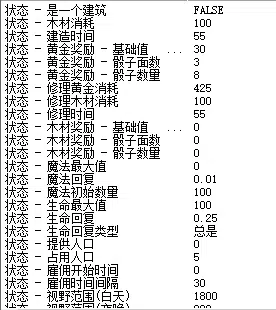 状态 - 是一个建筑 FALSE
状态 - 木材消耗 100
状态 - 建造时间 55
状态 - 黄金奖励 - 基础值 ... 30
状态 - 黄金奖励 - 骰子面数 3
状态 - 黄金奖励 - 骰子数量 8
状态 - 修理黄金消耗 425
状态 - 修理木材消耗 100
状态 - 修理时间 55
状态 - 木材奖励 - 基础值 ... 0
状态 - 木材奖励 - 骰子面数 0
状态 - 木材奖励 - 骰子数量 0
状态 - 魔法最大值 0
状态 - 魔法回复 0.01
状态 - 魔法初始数量 100
状态 - 生命最大值 100
状态 - 生命回复 0.25
状态 - 生命回复类型 总是
状态 - 提供人口 0
状态 - 占用人口 5
状态 - 雇佣开始时间 0
状态 - 雇佣时间间隔 30
状态 - 视野范围(白天) 1800